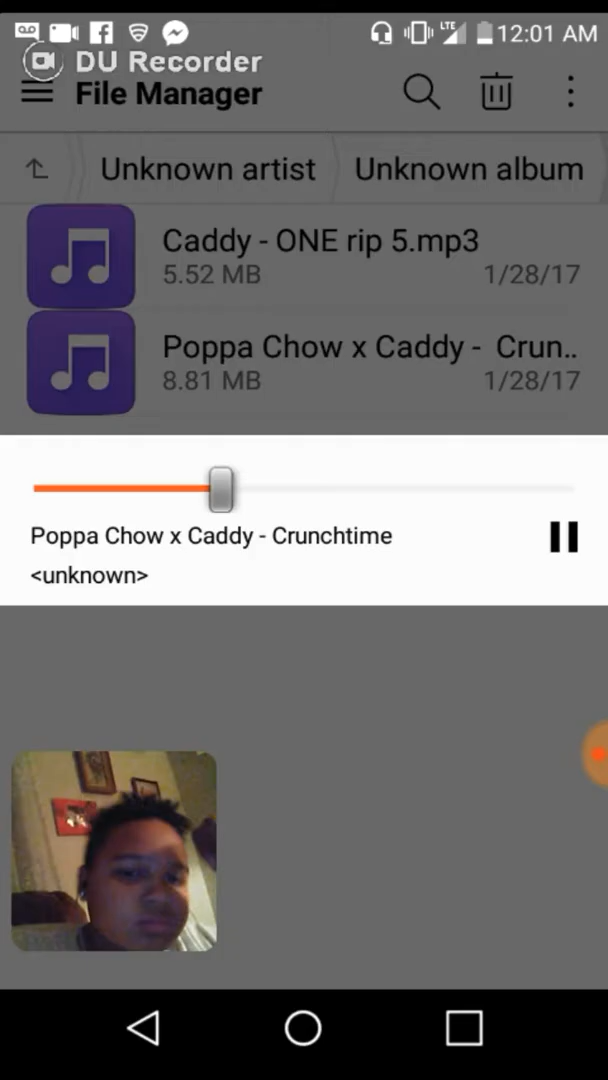 LTE 12:01 AM
DU Recorder
File Manager
Unknown artist Unknown album
Caddy - ONE rip 5.mp3
5.52 MB 1/28/17
Poppa Chow x Caddy - Crun..
8.81 MB 1/28/17
Poppa Chow x Caddy - Crunchtime
<unknown>